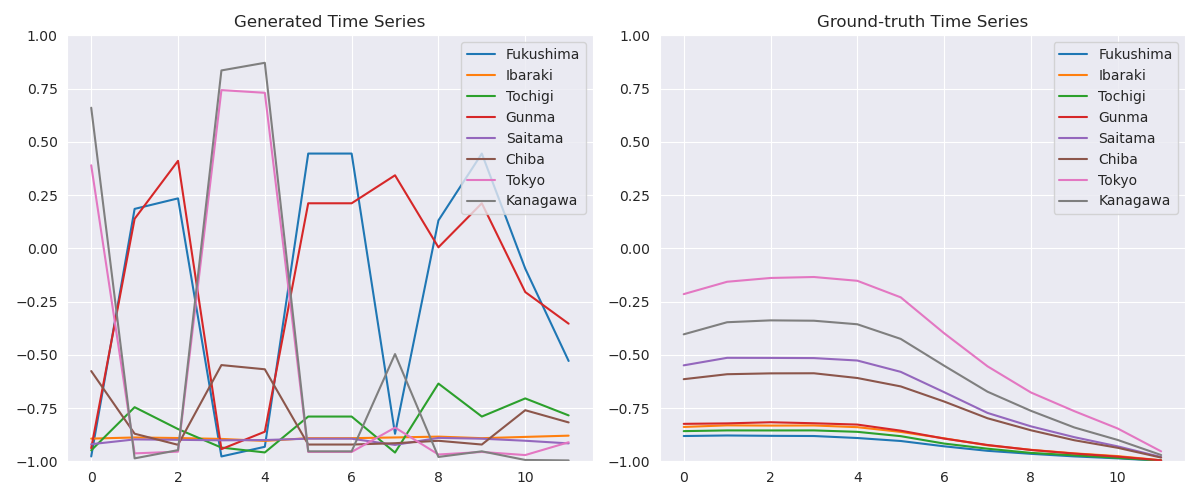 Generated Time Series
1.00
0.75
0.50
0.25
0.00
−0.25
−0.50
−0.75
−1.00
0 2 4 6 8 10
Fukushima
Ibaraki
Tochigi
Gunma
Saitama
Chiba
Tokyo
Kanagawa
Ground-truth Time Series
1.00
0.75
0.50
0.25
0.00
−0.25
−0.50
−0.75
−1.00
0 2 4 6 8 10
Fukushima
Ibaraki
Tochigi
Gunma
Saitama
Chiba
Tokyo
Kanagawa